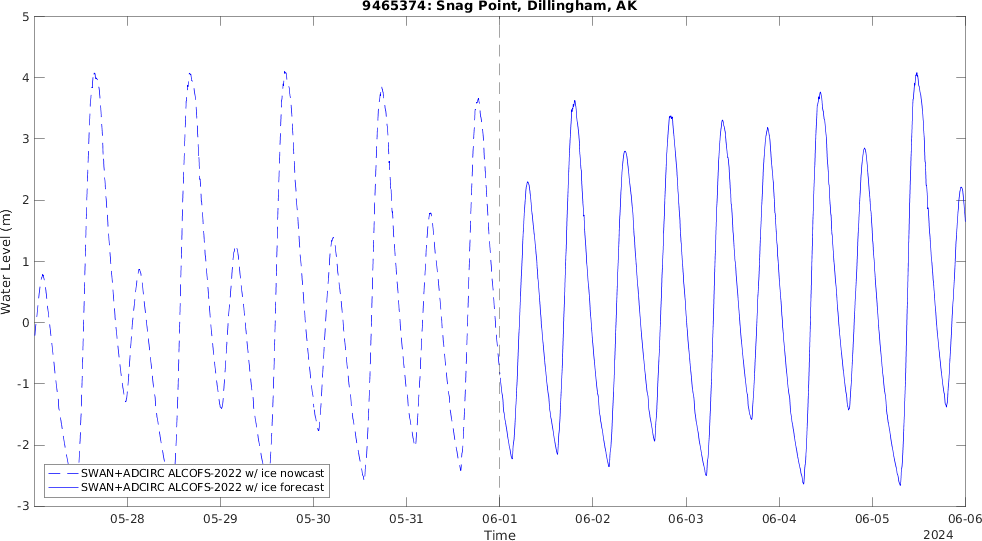 9465374: Snag Point, Dillingham, AK
Water Level (m)
5
4
3
2
1
0
-1
-2
-3
SWAN+ADCIRC ALCOFS-2022 w/ ice nowcast
SWAN+ADCIRC ALCOFS-2022 w/ ice forecast
05-28 05-29 05-30 05-31 06-01 06-02 06-03 06-04 06-05 06-06
Time
2024